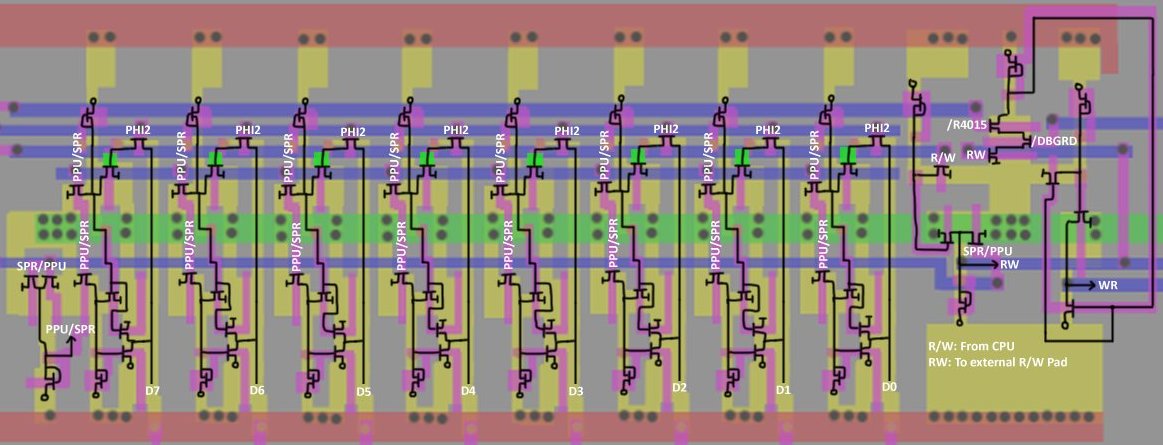 PHI2 PHI2 PHI2 PHI2 PHI2 PHI2 PHI2 PHI2
PPU/SPR PPU/SPR PPU/SPR PPU/SPR PPU/SPR PPU/SPR PPU/SPR PPU/SPR
/R4015
/DBGRD
R/W RW
PPU/SPR PPU/SPR PPU/SPR PPU/SPR PPU/SPR PPU/SPR PPU/SPR PPU/SPR
SPR/PPU
RW
SPR/PPU
WR
PPU/SPR
R/W: From CPU
RW: To external R/W Pad
D7 D6 D5 D4 D3 D2 D1 D0